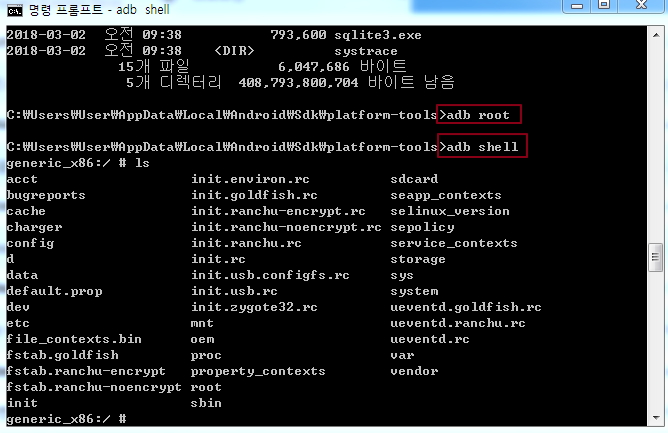 명령 프롬프트 - adb shell
2018-03-02 오전 09:38 793,600 sqlite3.exe
2018-03-02 오전 09:38 <DIR> systrace
15개 파일 6,047,686 바이트
5개 디렉터리 408,793,800,704 바이트 남음
C:₩Users₩User₩AppData₩Local₩Android₩Sdk₩platform-tools>adb root
C:₩Users₩User₩AppData₩Local₩Android₩Sdk₩platform-tools>adb shell
generic_x86:/ # ls
acct init.environ.rc sdcard
bugreports init.goldfish.rc seapp_contexts
cache init.ranchu-encrypt.rc selinux_version
charger init.ranchu-noencrypt.rc sepolicy
config init.ranchu.rc service_contexts
d init.rc storage
data init.usb.configfs.rc sys
default.prop init.usb.rc system
dev init.zygote32.rc ueventd.goldfish.rc
etc mnt ueventd.ranchu.rc
file_contexts.bin oem ueventd.rc
fstab.goldfish proc var
fstab.ranchu-encrypt property_contexts vendor
fstab.ranchu-noencrypt root
init sbin
generic_x86:/ #